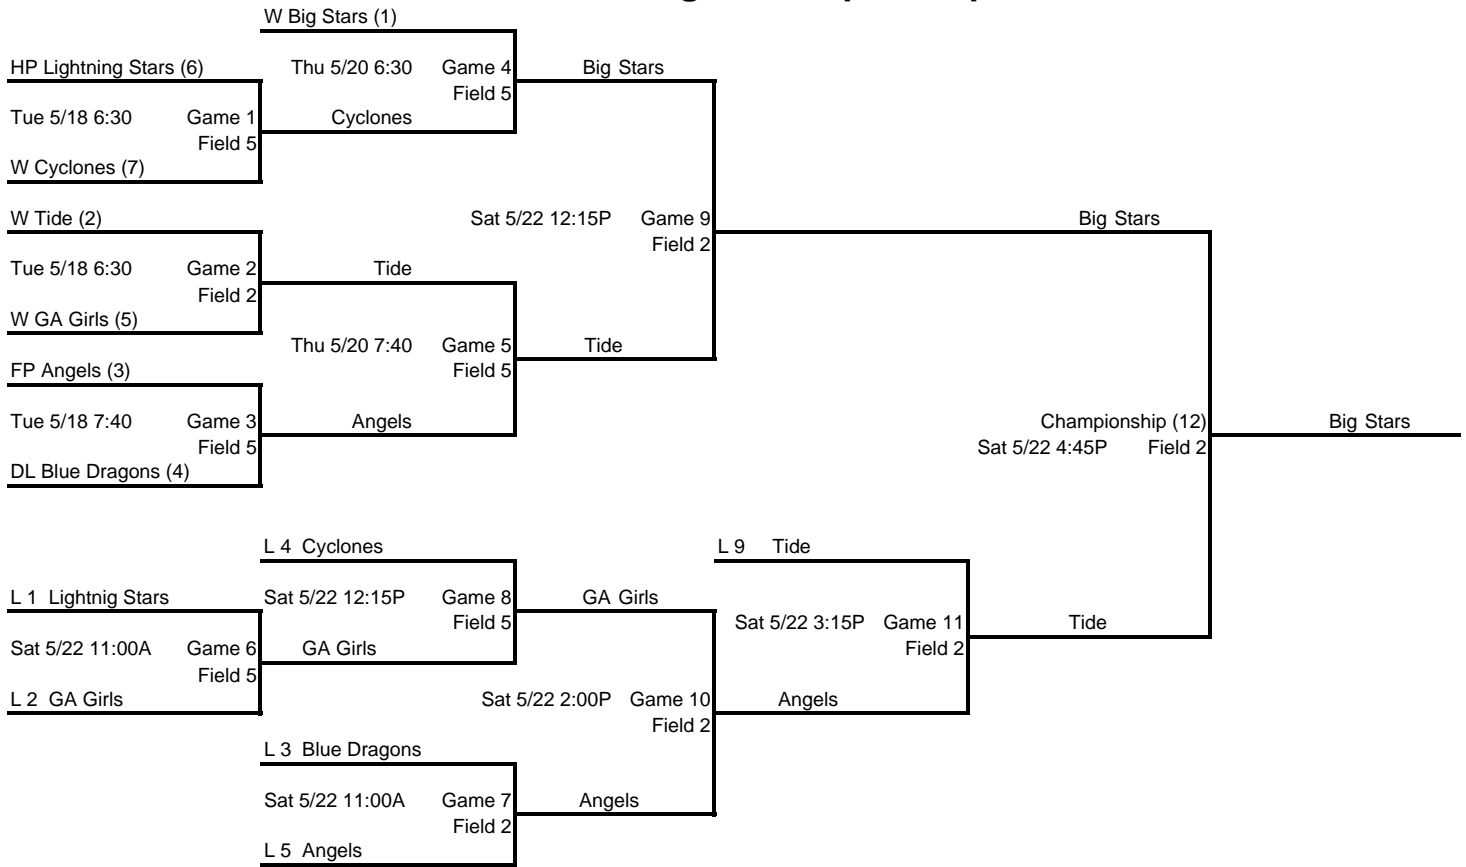 W Big Stars (1)
HP Lightning Stars (6)
Thu 5/20 6:30 Game 4
Big Stars
Field 5
Tue 5/18 6:30 Game 1
Cyclones
Field 5
W Cyclones (7)
W Tide (2)
Sat 5/22 12:15P Game 9
Big Stars
Field 2
Tue 5/18 6:30 Game 2
Tide
Field 2
W GA Girls (5)
Thu 5/20 7:40 Game 5
Tide
Field 5
FP Angels (3)
Tue 5/18 7:40 Game 3
Angels
Championship (12)
Big Stars
Field 5
Sat 5/22 4:45P Field 2
DL Blue Dragons (4)
L 4 Cyclones
L 9 Tide
L 1 Lightnig Stars
Sat 5/22 12:15P Game 8
GA Girls
Field 5
Sat 5/22 3:15P Game 11
Tide
Field 2
Sat 5/22 11:00A Game 6
GA Girls
Field 5
L 2 GA Girls
Sat 5/22 2:00P Game 10
Angels
Field 2
L 3 Blue Dragons
Sat 5/22 11:00A Game 7
Angels
Field 2
L 5 Angels